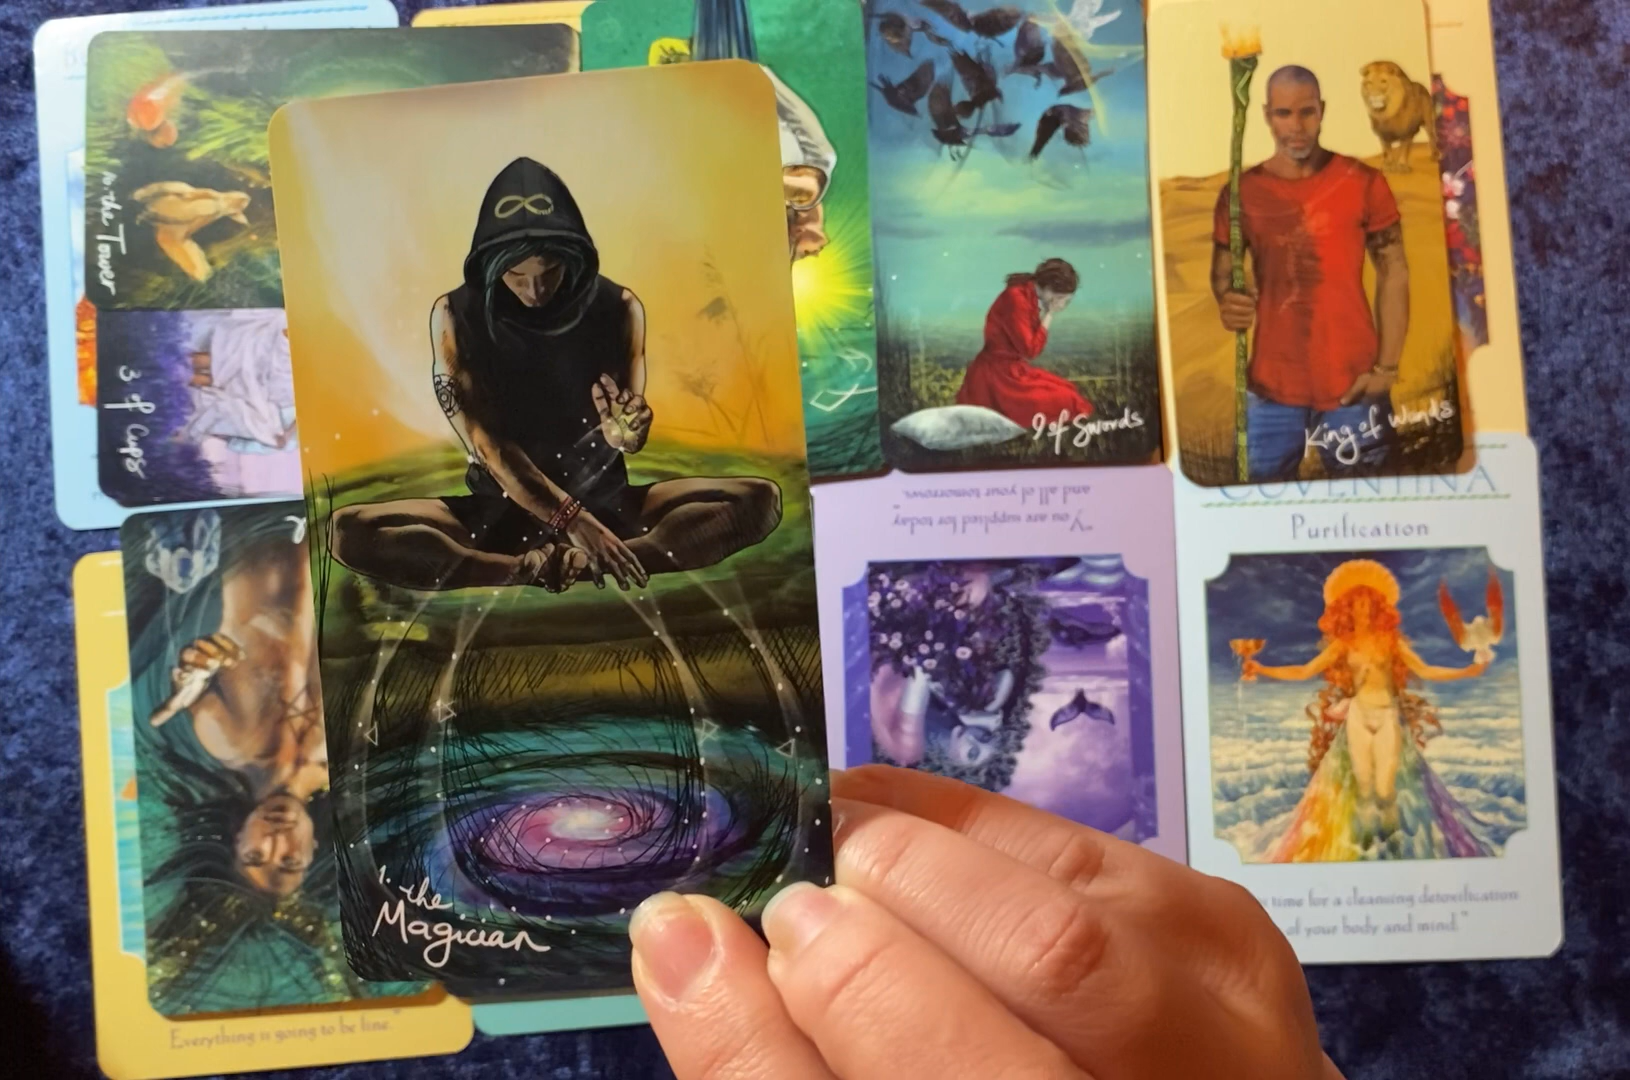 16. the Tower
3 of Cups
9 of Swords
King of Wands
"You are supplied for today
and all of your tomorrows."
COVENTINA
Purification
time for a cleansing detoxification
of your body and mind."
1. the
Magician
Everything is going to be fine."